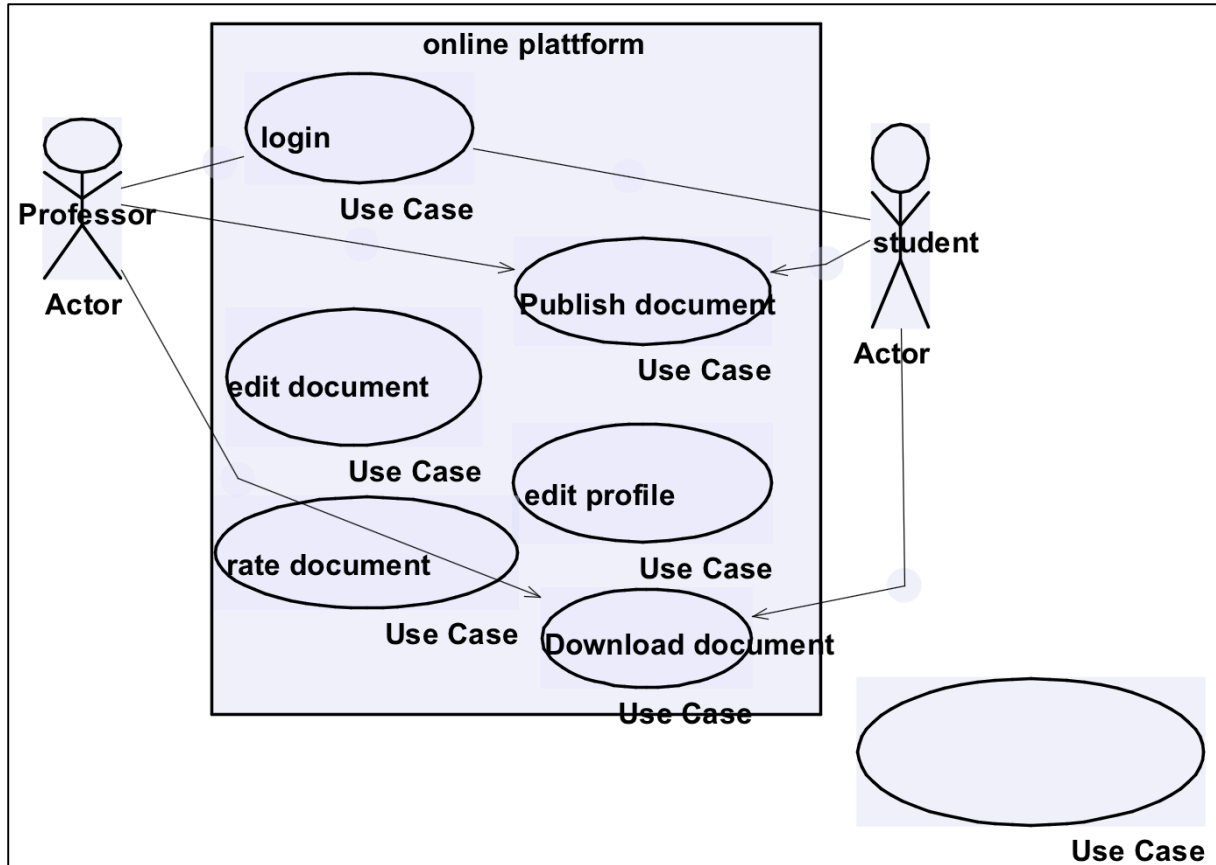 online plattform
login
Use Case
Professor
Actor
student
Actor
Publish document
Use Case
edit document
Use Case
edit profile
Use Case
rate document
Use Case
Download document
Use Case
Use Case